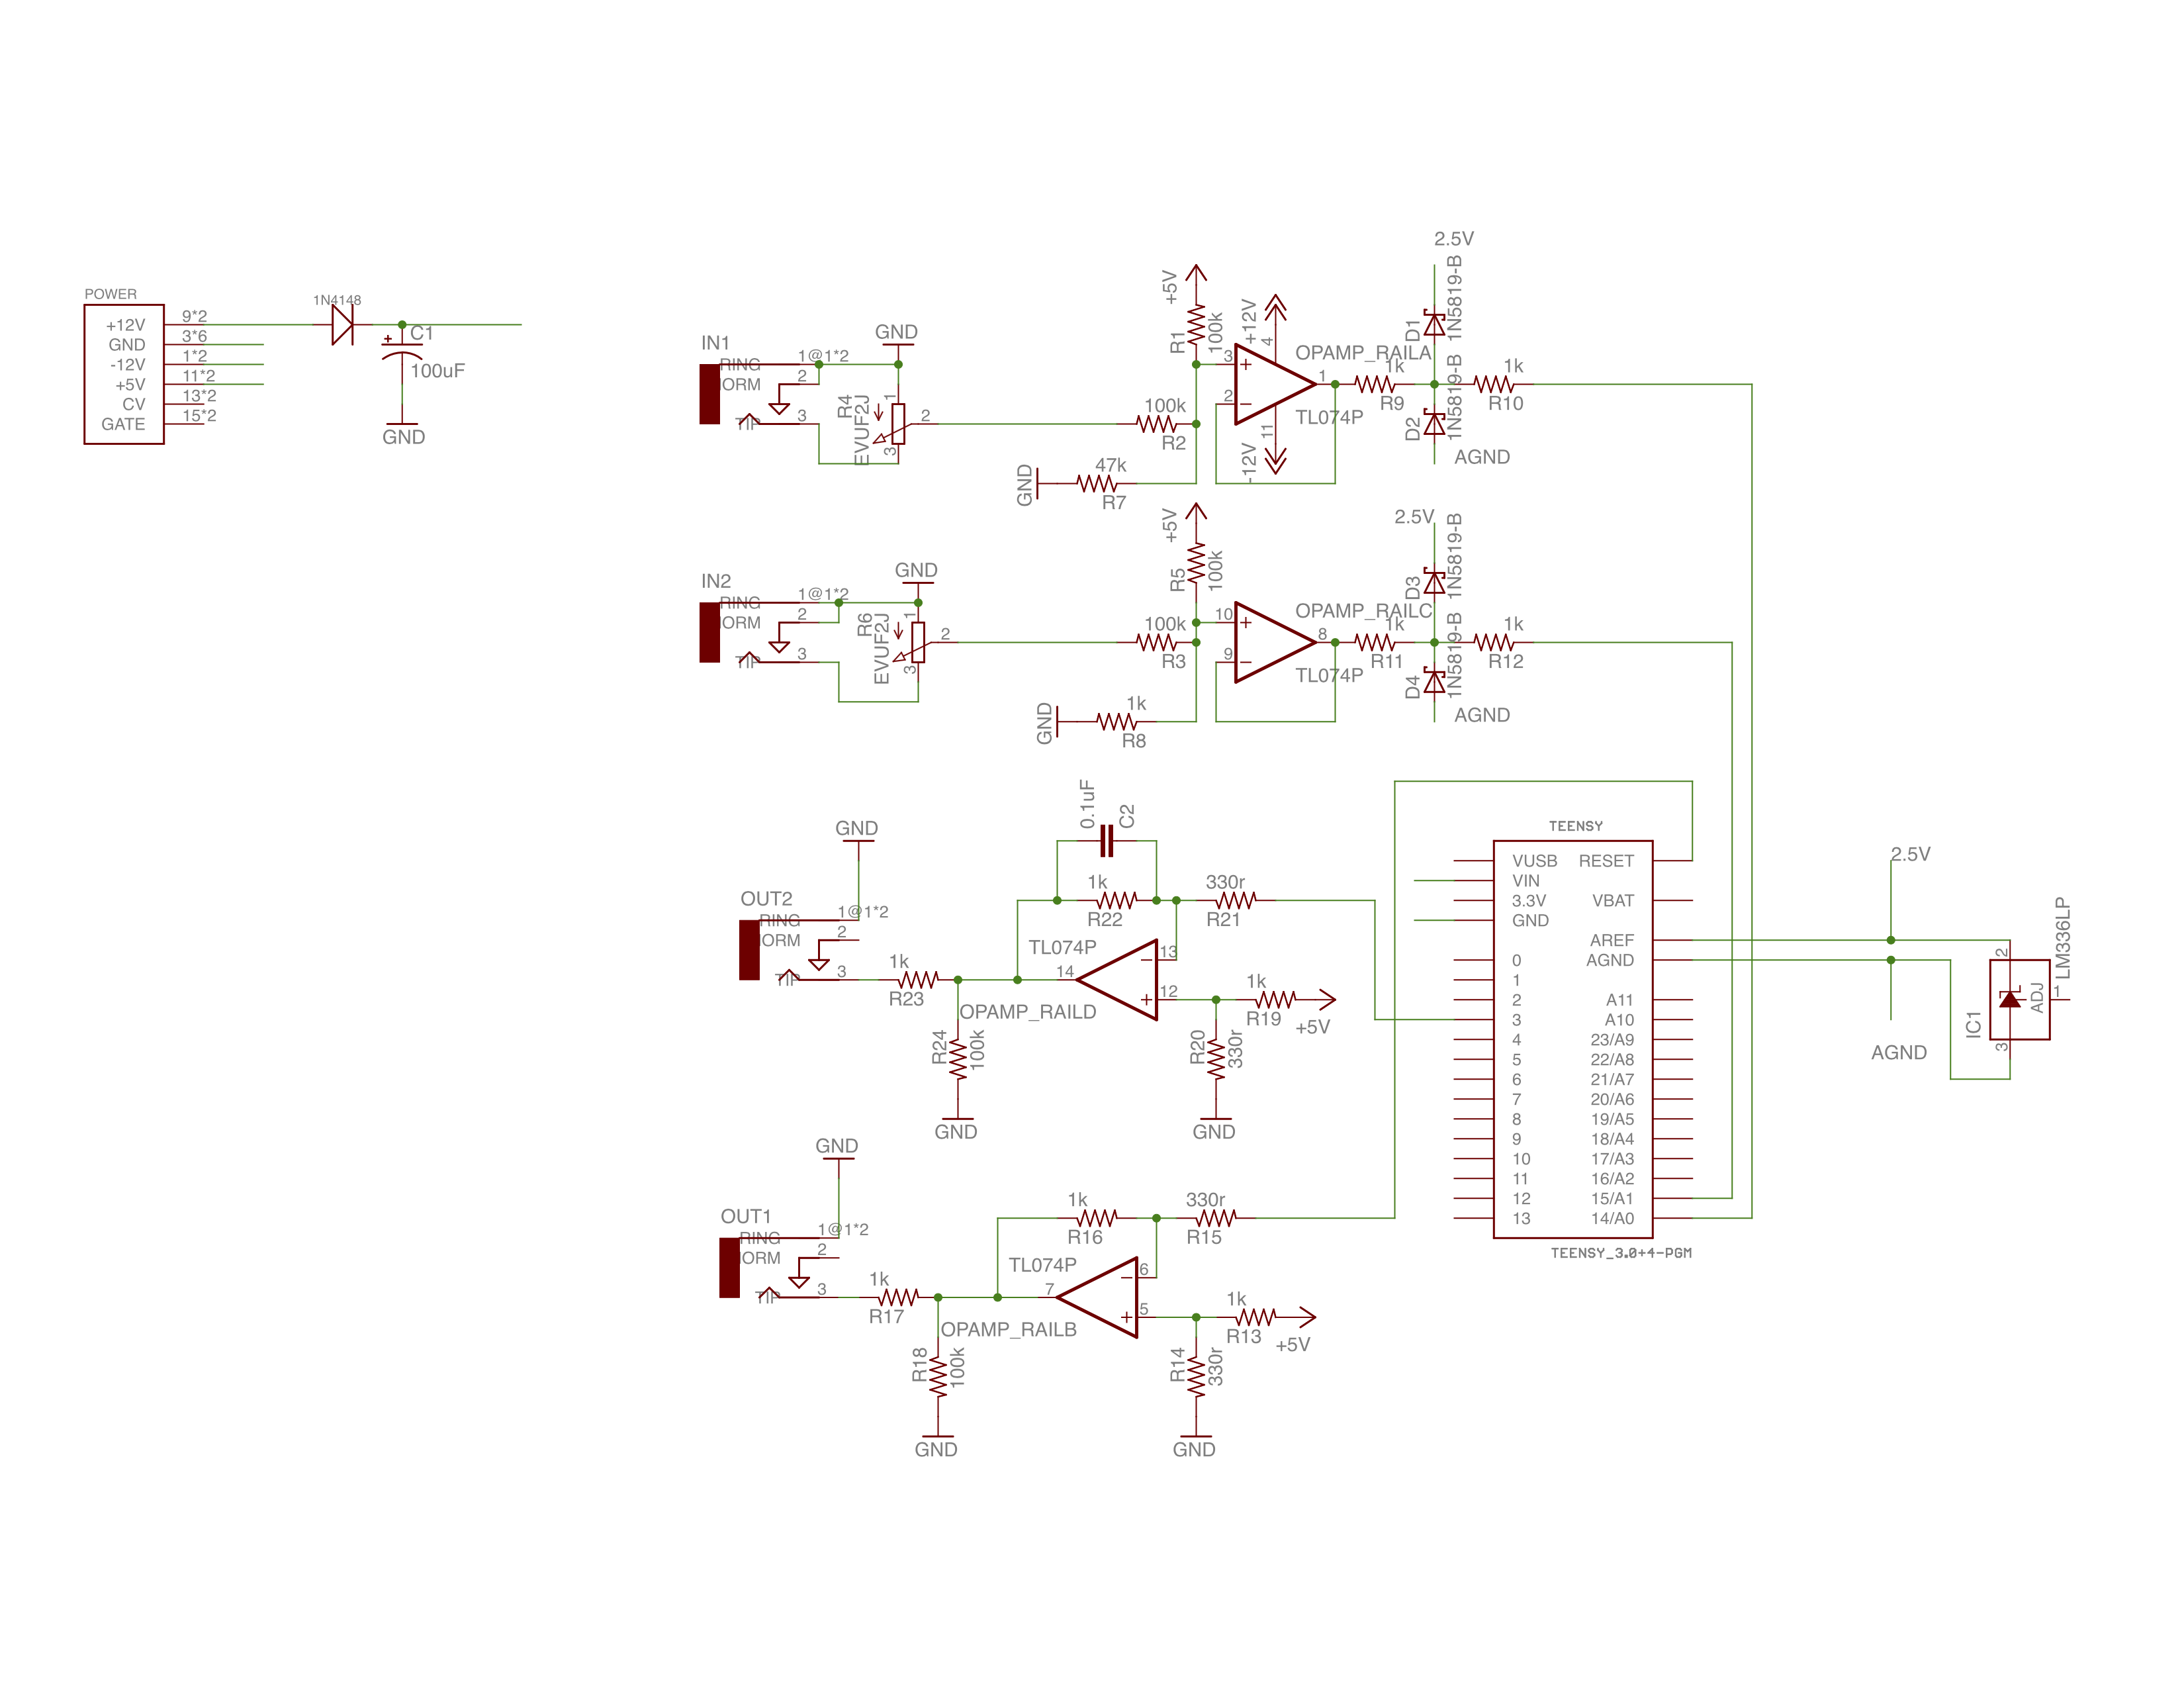 POWER
+12V 9*2
GND 3*6
-12V 1*2
+5V 11*2
CV 13*2
GATE 15*2
1N4148
C1
+
100uF
GND
IN1
RING 1@1*2
NORM 2
TIP 3
GND
R4
EVUF2J
1
2
3
100k
R2
47k
R7
GND
+5V
R1
100k
+12V
4
3
+
2
-
1
11
-12V
OPAMP_RAILA
TL074P
1k
R9
2.5V
D1
1N5819-B
D2
1N5819-B
AGND
1k
R10
IN2
RING 1@1*2
NORM 2
TIP 3
GND
R6
EVUF2J
1
2
3
100k
R3
1k
R8
GND
+5V
R5
100k
10
+
9
-
8
OPAMP_RAILC
TL074P
1k
R11
2.5V
D3
1N5819-B
D4
1N5819-B
AGND
1k
R12
GND
OUT2
RING 1@1*2
NORM 2
TIP 3
1k
R23
R24
100k
GND
0.1uF
C2
1k
R22
330r
R21
TL074P
14
13
-
12
+
OPAMP_RAILD
1k
R19
+5V
R20
330r
GND
GND
OUT1
RING 1@1*2
NORM 2
TIP 3
1k
R17
R18
100k
GND
1k
R16
330r
R15
TL074P
7
6
-
5
+
OPAMP_RAILB
1k
R13
+5V
R14
330r
GND
TEENSY
VUSB RESET
VIN
3.3V VBAT
GND
AREF
0 AGND
1
2 A11
3 A10
4 23/A9
5 22/A8
6 21/A7
7 20/A6
8 19/A5
9 18/A4
10 17/A3
11 16/A2
12 15/A1
13 14/A0
TEENSY_3.0+4-PGM
2.5V
AGND
IC1
2
ADJ
1
3
LM336LP